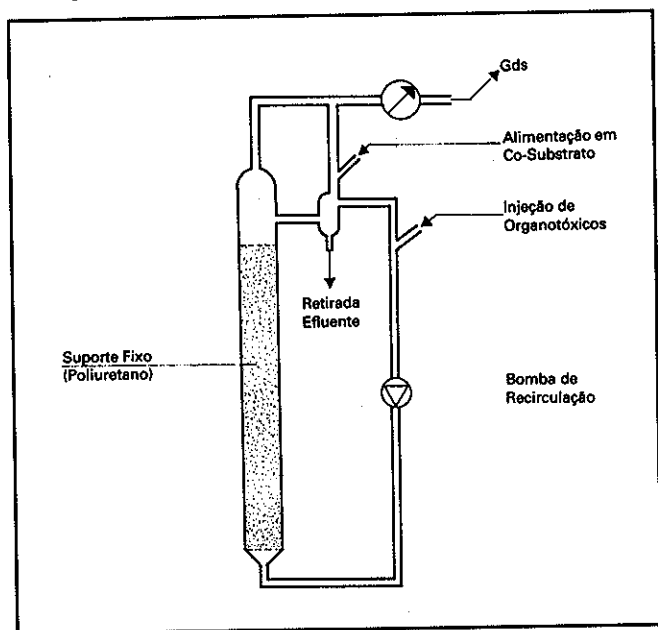 Gds
Alimentação em
Co-Substrato
Injeção de
Organotóxicos
Retirada
Efluente
Suporte Fixo
(Poliuretano)
Bomba de
Recirculação